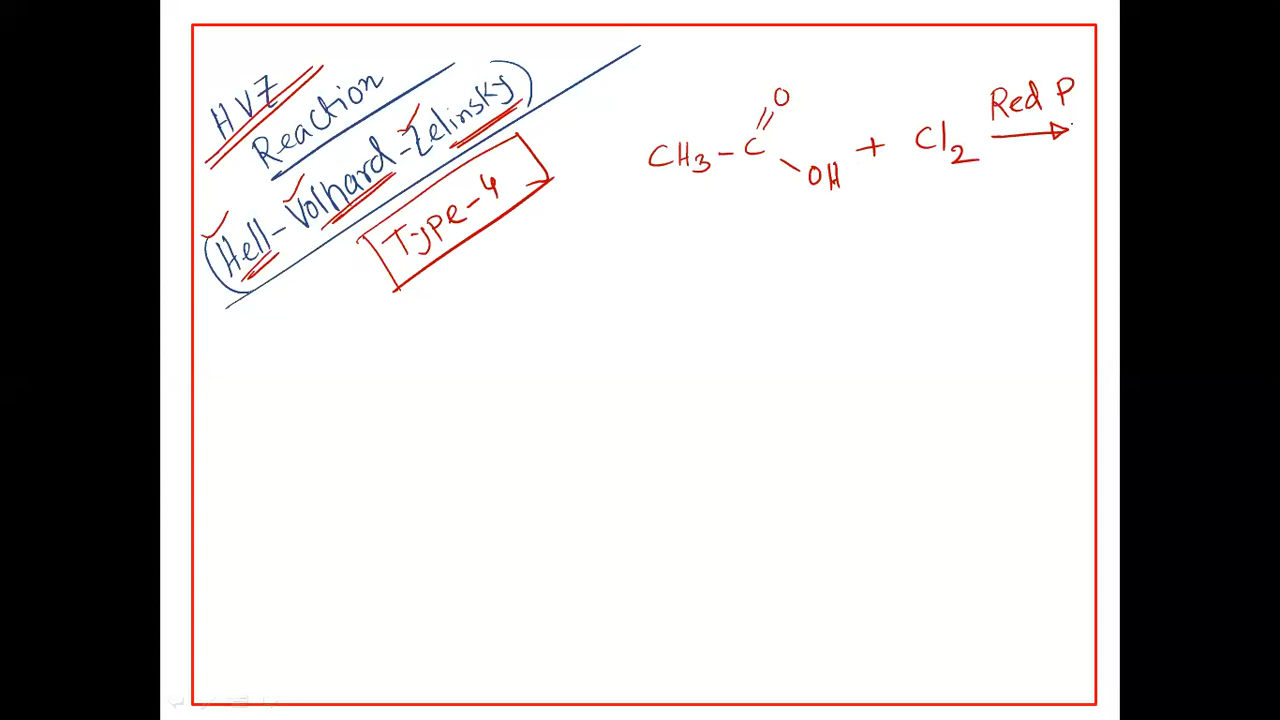 HVZ
Reaction
(Hell-Volhard-Zelinsky)
Type-4
O
CH3-C
OH
+ Cl2
Red P